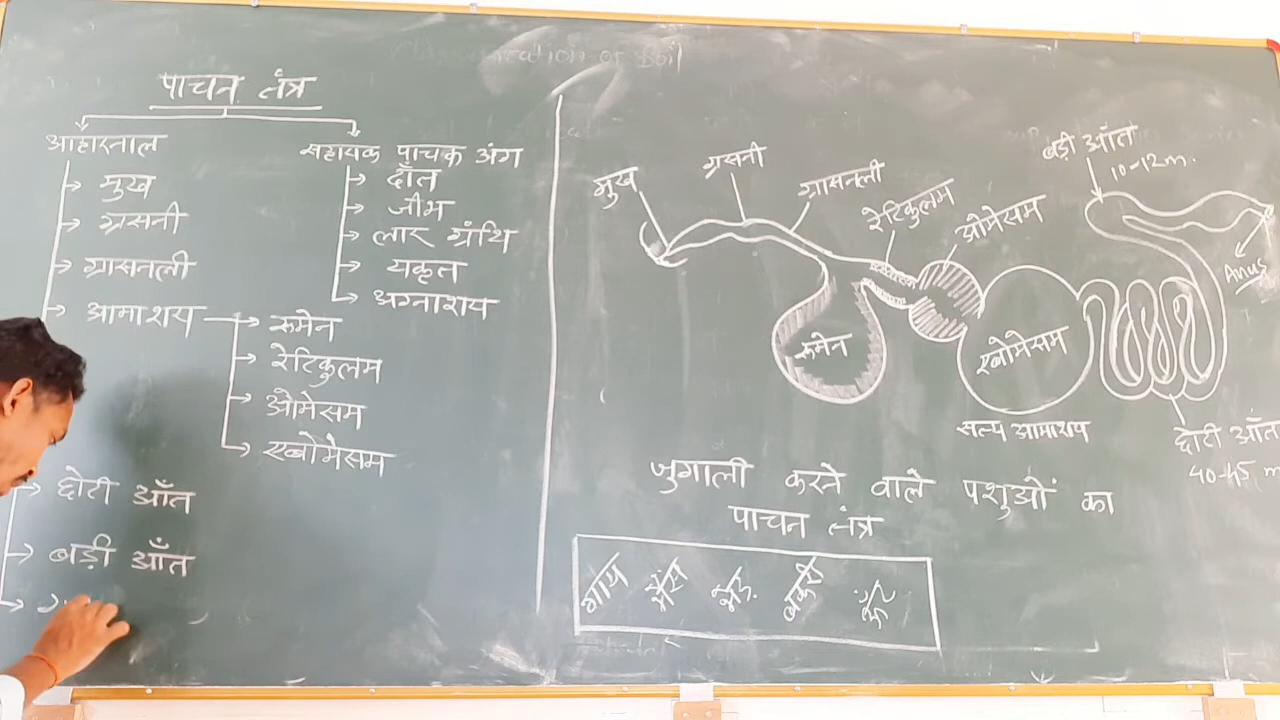 पाचन तंत्र
आहारनाल
मुख
ग्रसनी
ग्रासनली
आमाशय
रूमेन
रेटिकुलम
ओमेसम
एबोमेसम
छोटी आँत
बड़ी आँत
सहायक पाचक अंग
दाँत
जीभ
लार ग्रंथि
यकृत
अग्नाशय
मुख
ग्रसनी
ग्रासनली
रेटिकुलम
ओमेसम
बड़ी आँत
10-12m.
Anus
रूमेन
एबोमेसम
सत्य आमाशय
छोटी आँत
40-45 m
जुगाली करने वाले पशुओं का
पाचन तंत्र
गाय भैंस भेड़ बकरी